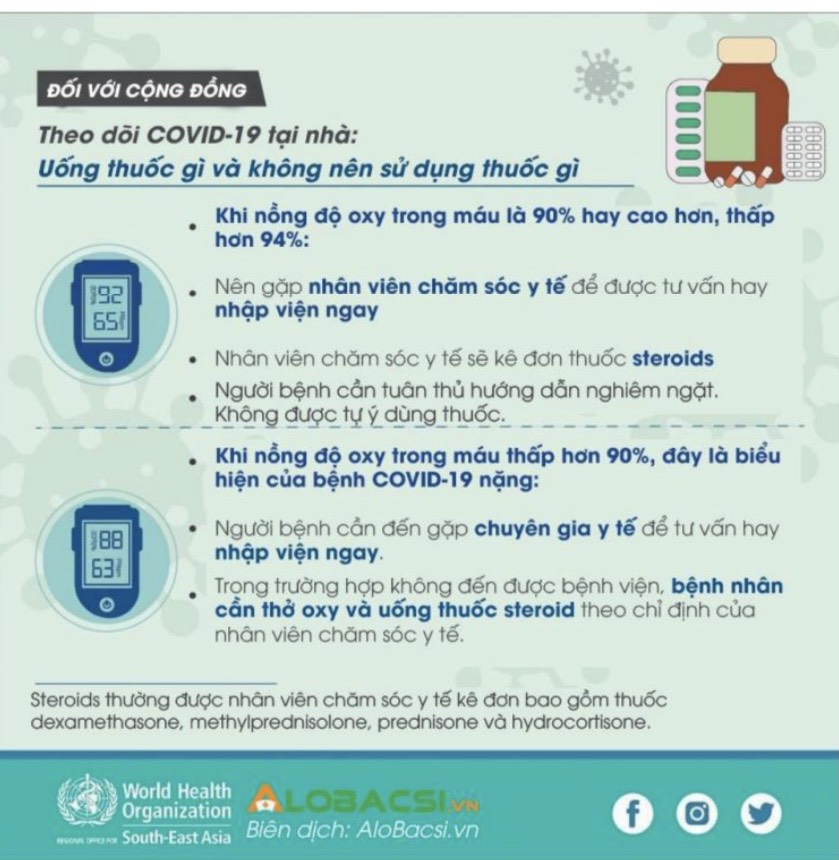 ĐỐI VỚI CỘNG ĐỒNG
Theo dõi COVID-19 tại nhà:
Uống thuốc gì và không nên sử dụng thuốc gì
• Khi nồng độ oxy trong máu là 90% hay cao hơn, thấp
hơn 94%:
92
65
• Nên gặp nhân viên chăm sóc y tế để được tư vấn hay
nhập viện ngay
• Nhân viên chăm sóc y tế sẽ kê đơn thuốc steroids
• Người bệnh cần tuân thủ hướng dẫn nghiêm ngặt.
Không được tự ý dùng thuốc.
• Khi nồng độ oxy trong máu thấp hơn 90%, đây là biểu
hiện của bệnh COVID-19 nặng:
88
63
• Người bệnh cần đến gặp chuyên gia y tế để tư vấn hay
nhập viện ngay.
• Trong trường hợp không đến được bệnh viện, bệnh nhân
cần thở oxy và uống thuốc steroid theo chỉ định của
nhân viên chăm sóc y tế.
Steroids thường được nhân viên chăm sóc y tế kê đơn bao gồm thuốc
dexamethasone, methylprednisolone, prednisone và hydrocortisone.
World Health
Organization
REGIONAL OFFICE FOR South-East Asia
ALOBACSI.VN
Biên dịch: AloBacsi.vn